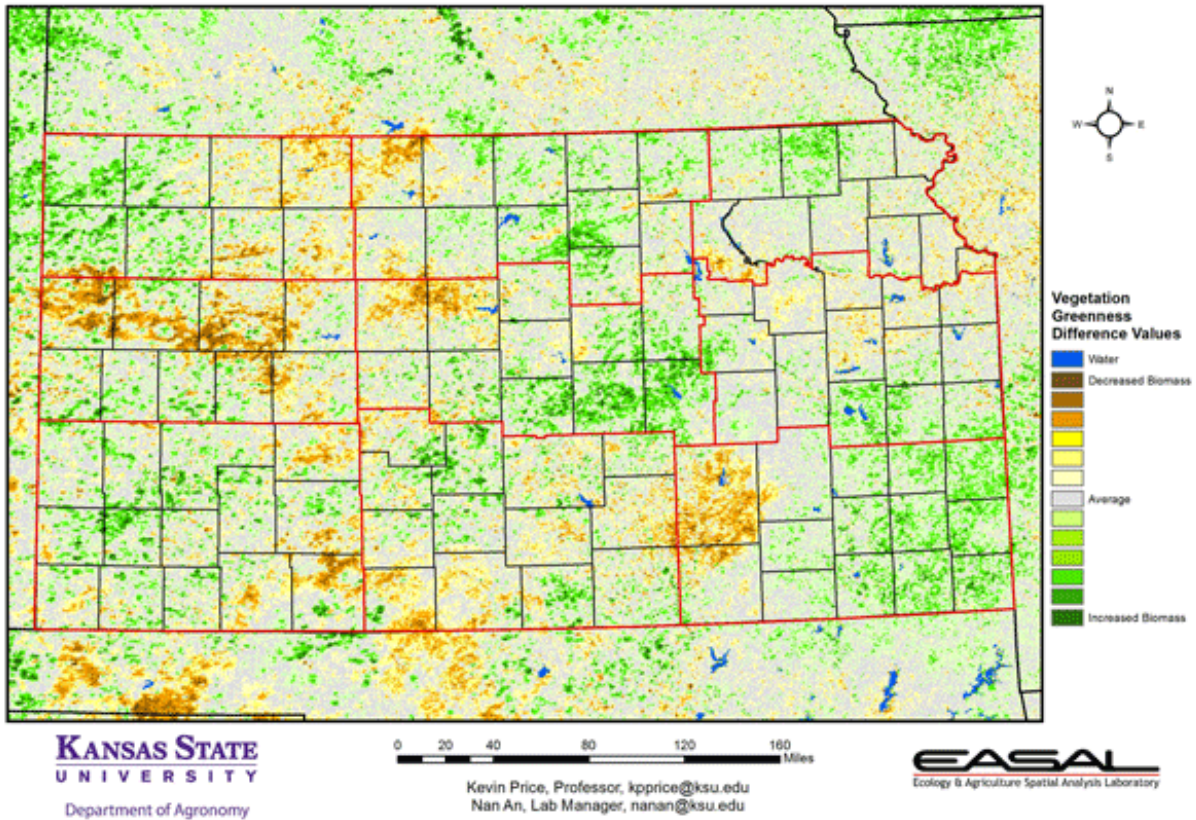 N
W
E
S
Vegetation
Greenness
Difference Values
Water
Decreased Biomass
Average
Increased Biomass
KANSAS STATE
UNIVERSITY
Department of Agronomy
0 20 40 80 120 160
Miles
Kevin Price, Professor, kpprice@ksu.edu
Nan An, Lab Manager, nanan@ksu.edu
EASAL
Ecology & Agriculture Spatial Analysis Laboratory